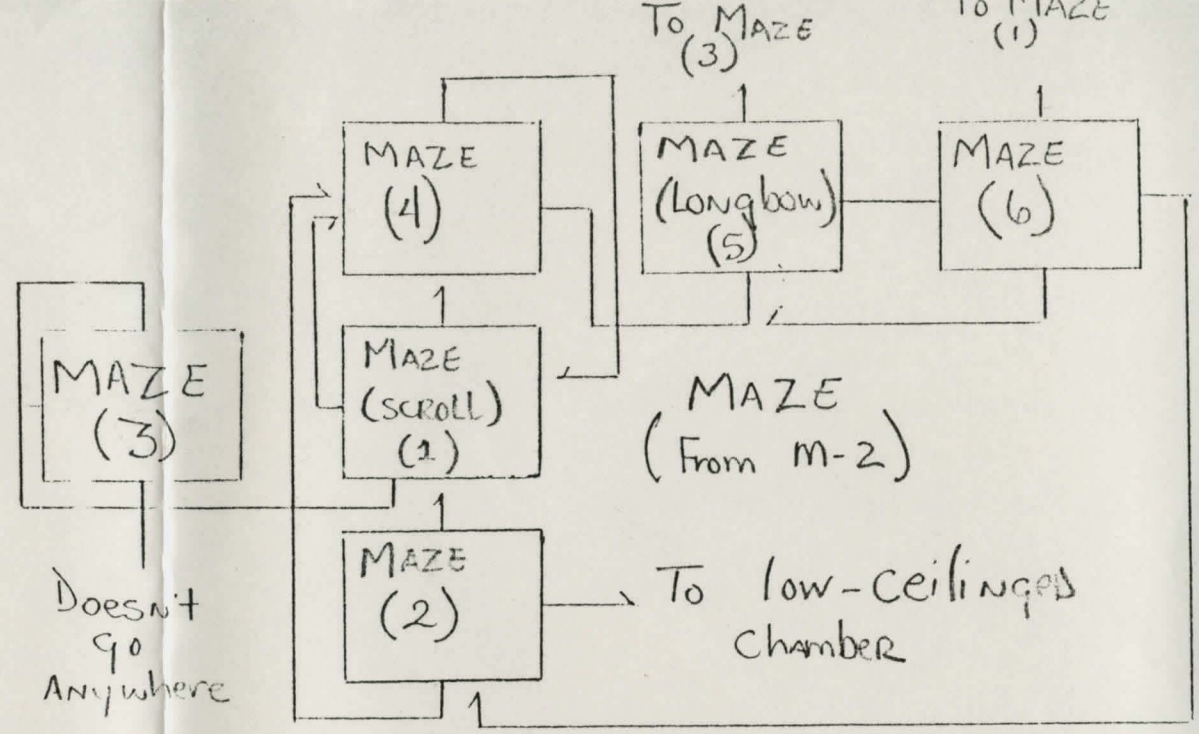 To MAZE
(3)
To MAZE
(1)
MAZE
(4)
MAZE
(Longbow)
(5)
MAZE
(6)
MAZE
(3)
MAZE
(SCROLL)
(1)
MAZE
(From M-2)
MAZE
(2)
To low-ceilinged
Chamber
Doesn't
go
Anywhere